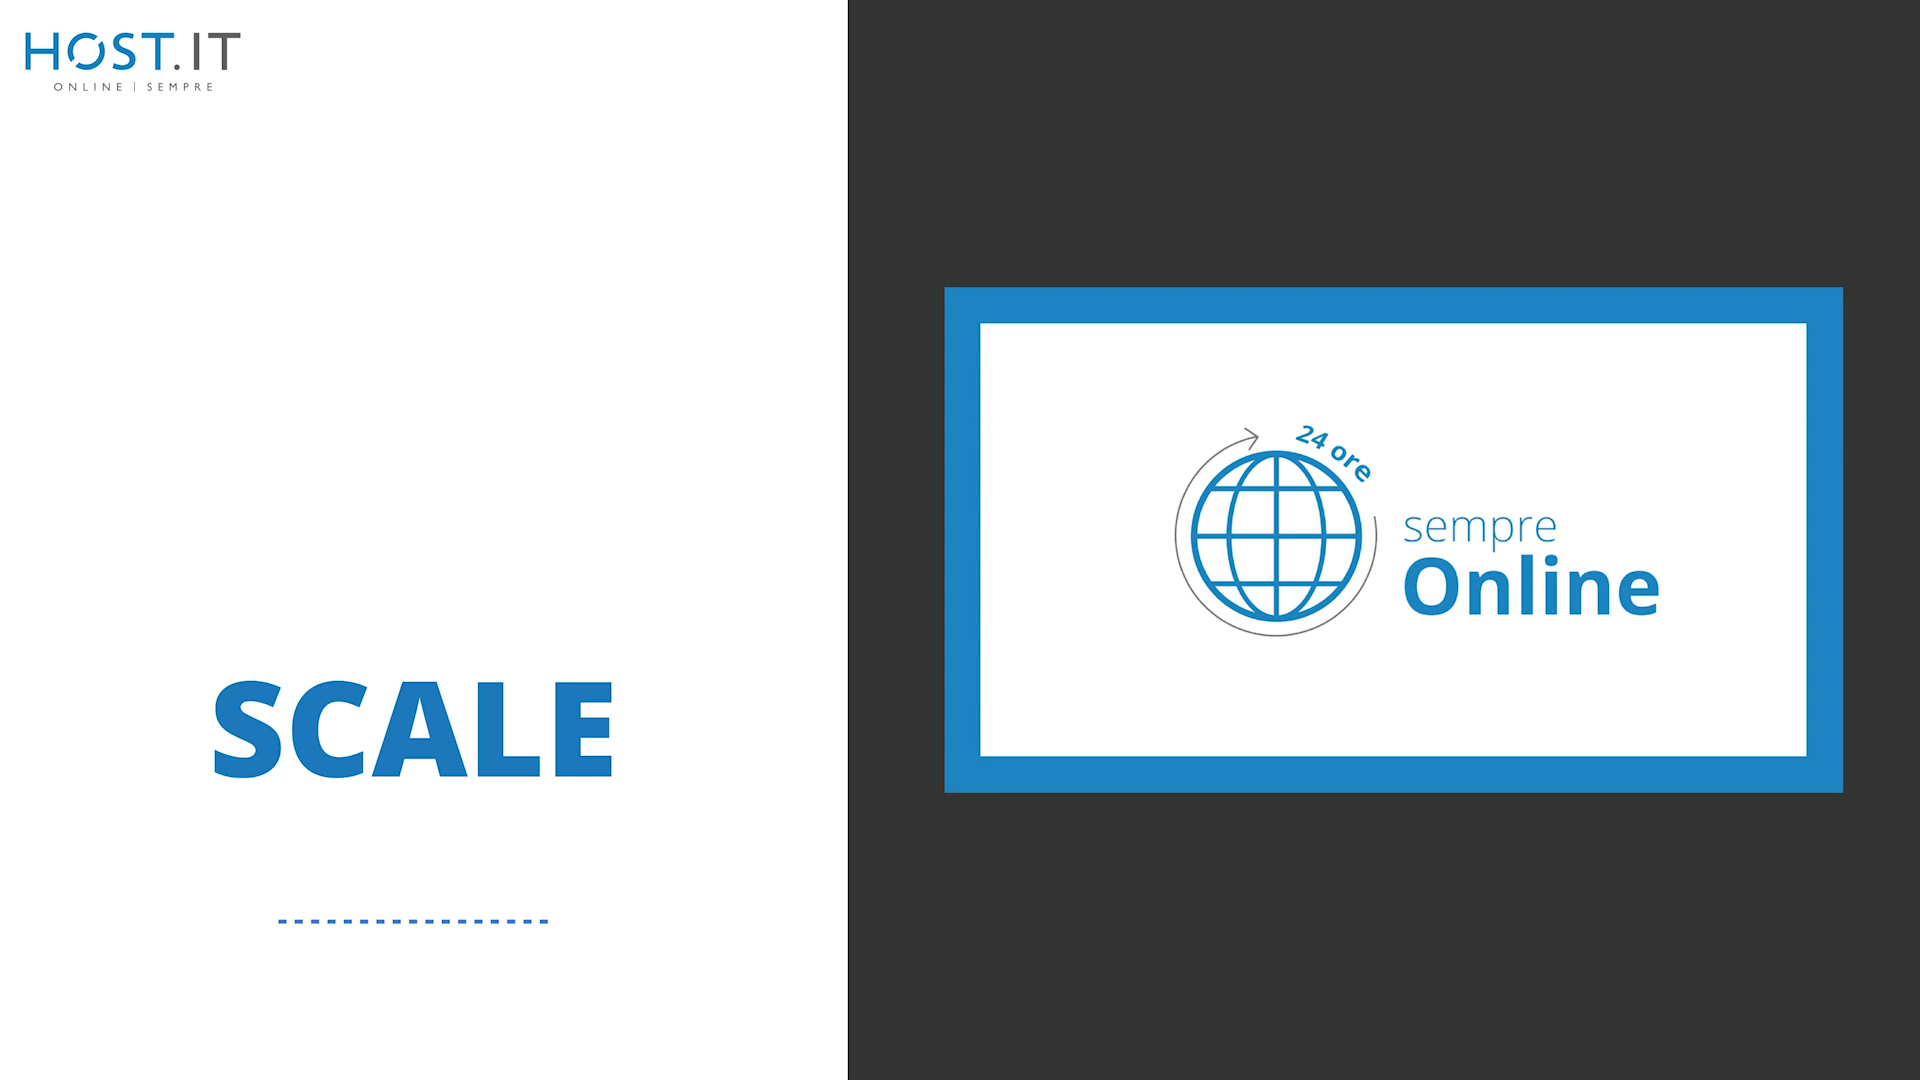 HOST.IT
ONLINE | SEMPRE
SCALE
24 ore
sempre
Online